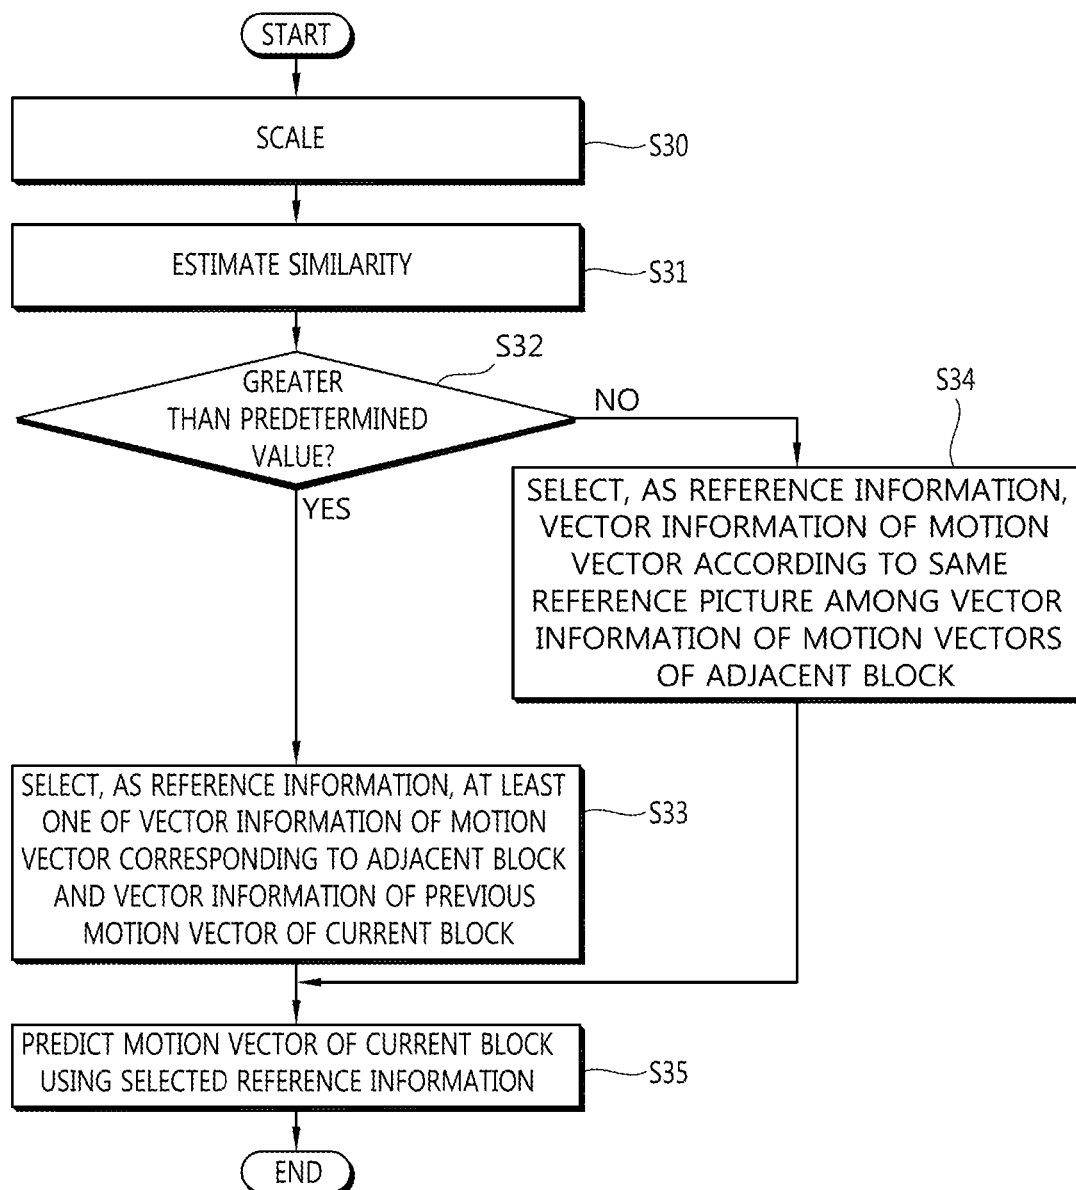 START
SCALE
S30
ESTIMATE SIMILARITY
S31
S32
GREATER
THAN PREDETERMINED
VALUE?
NO
YES
S34
SELECT, AS REFERENCE INFORMATION,
VECTOR INFORMATION OF MOTION
VECTOR ACCORDING TO SAME
REFERENCE PICTURE AMONG VECTOR
INFORMATION OF MOTION VECTORS
OF ADJACENT BLOCK
SELECT, AS REFERENCE INFORMATION, AT LEAST
ONE OF VECTOR INFORMATION OF MOTION
VECTOR CORRESPONDING TO ADJACENT BLOCK
AND VECTOR INFORMATION OF PREVIOUS
MOTION VECTOR OF CURRENT BLOCK
S33
PREDICT MOTION VECTOR OF CURRENT BLOCK
USING SELECTED REFERENCE INFORMATION
S35
END